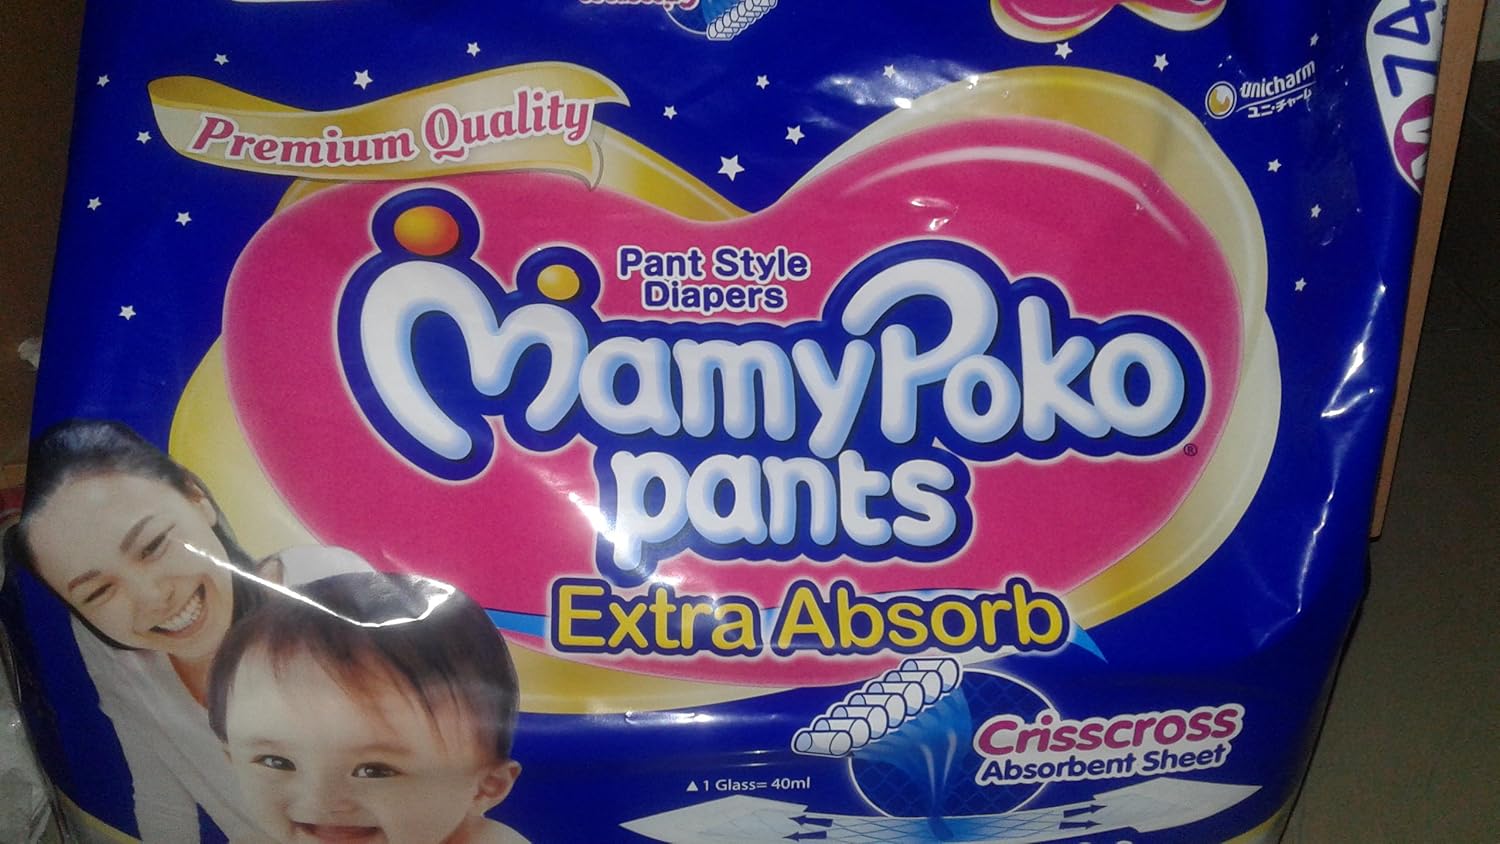 Premium Quality
unicharm
ユニ・チャーム
M 74
Pant Style
Diapers
MamyPoko
pants
®
Extra Absorb
Crisscross
Absorbent Sheet
▲1 Glass= 40ml